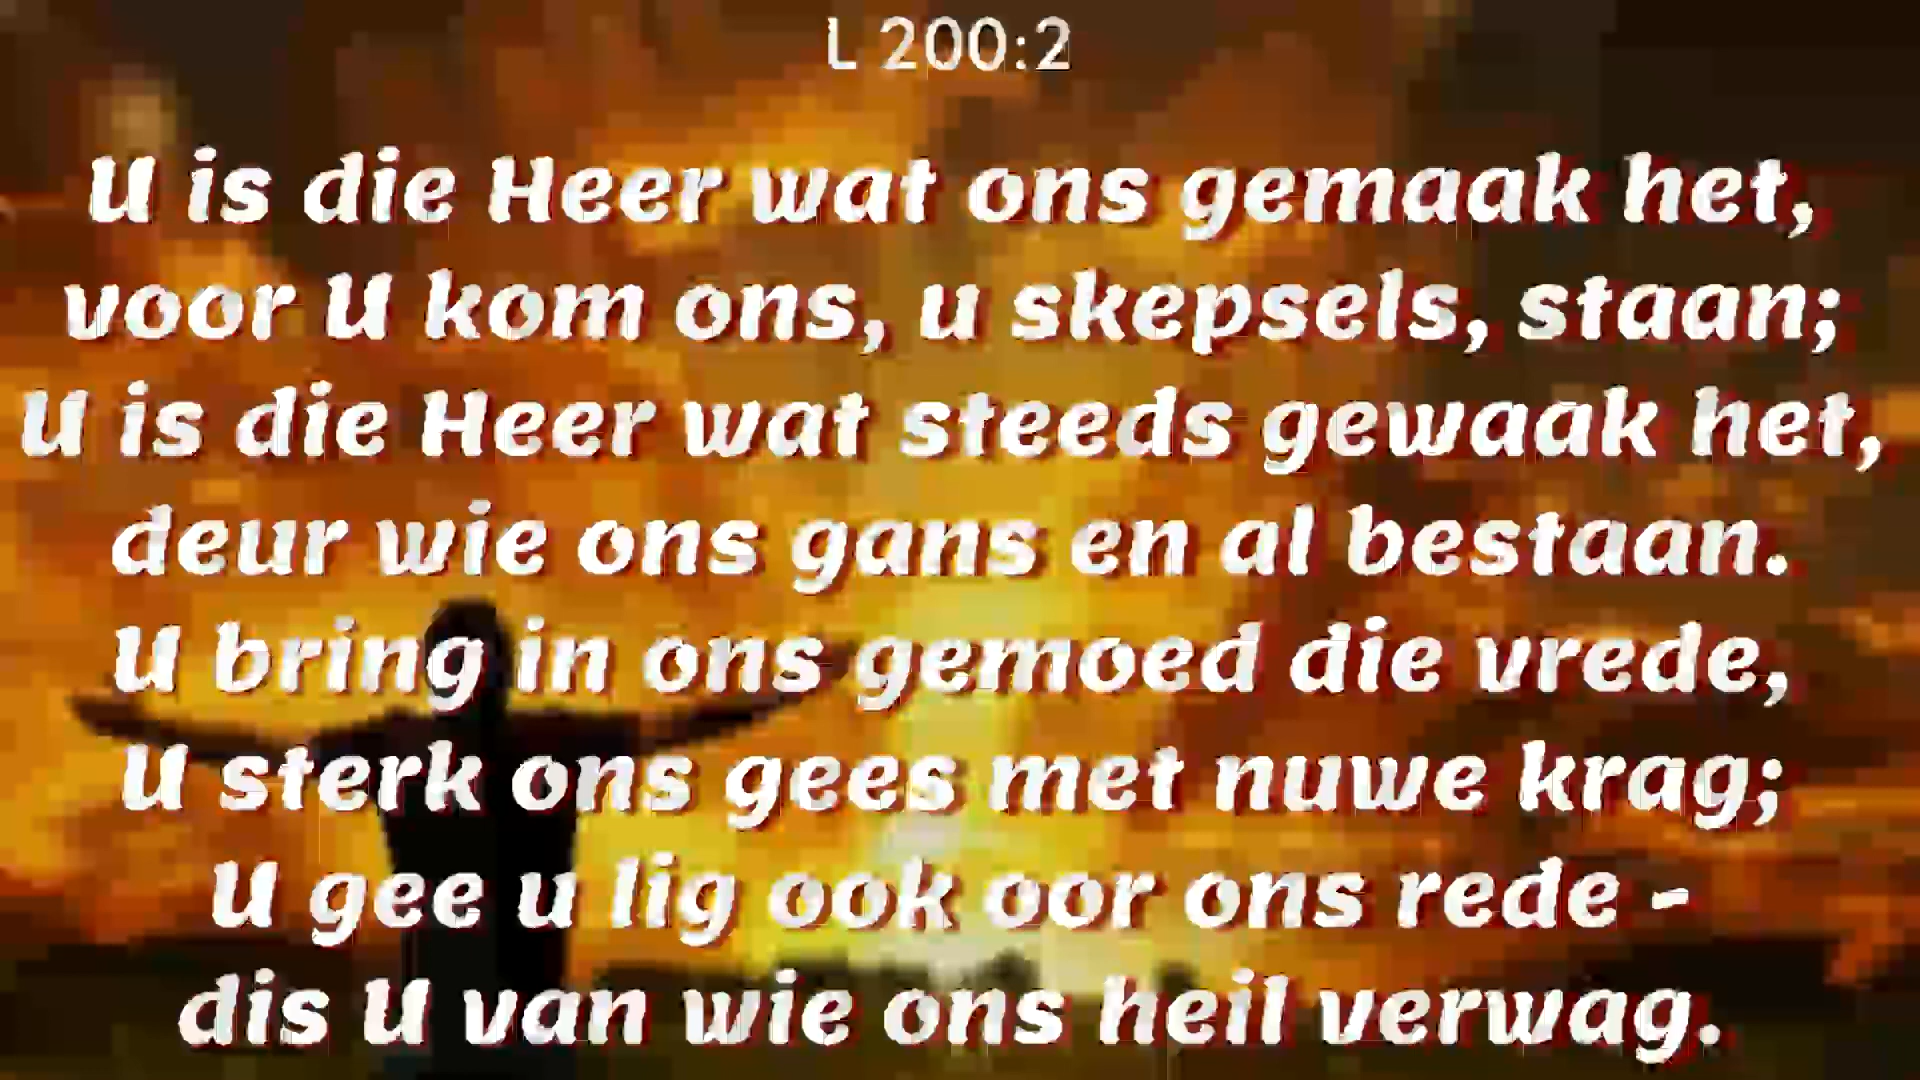 L 200:2
U is die Heer wat ons gemaak het,
voor U kom ons, u skepsels, staan;
U is die Heer wat steeds gewaak het,
deur wie ons gans en al bestaan.
U bring in ons gemoed die vrede,
U sterk ons gees met nuwe krag;
U gee u lig ook oor ons rede -
dis U van wie ons heil verwag.